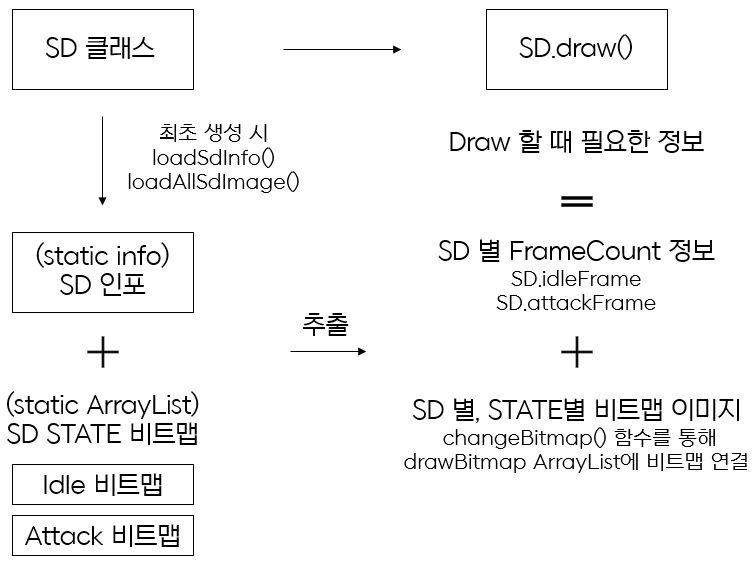 SD 클래스
SD.draw()
최초 생성 시
loadSdInfo()
loadAllSdImage()
Draw 할 때 필요한 정보
=
(static info)
SD 인포
SD 별 FrameCount 정보
SD.idleFrame
SD.attackFrame
추출
+
+
(static ArrayList)
SD STATE 비트맵
SD 별, STATE별 비트맵 이미지
changeBitmap() 함수를 통해
drawBitmap ArrayList에 비트맵 연결
Idle 비트맵
Attack 비트맵